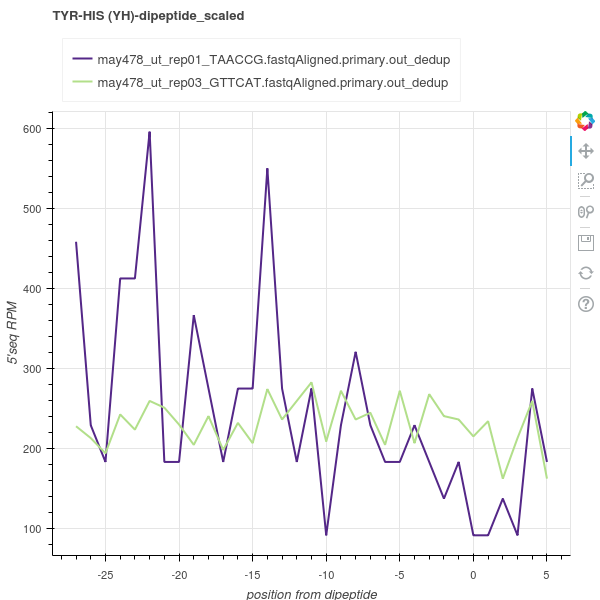 TYR-HIS (YH)-dipeptide_scaled
may478_ut_rep01_TAACCG.fastqAligned.primary.out_dedup
may478_ut_rep03_GTTCAT.fastqAligned.primary.out_dedup
600
500
400
300
200
100
5'seq RPM
-25 -20 -15 -10 -5 0 5
position from dipeptide